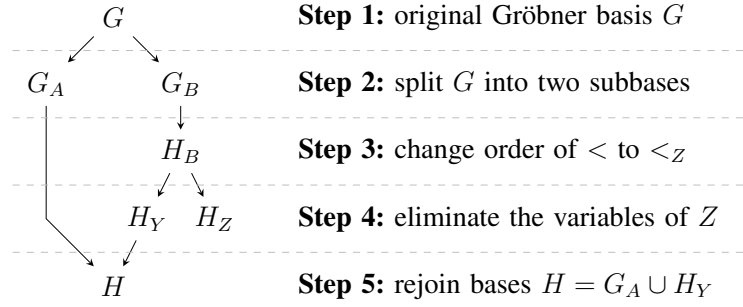 G Step 1: original Gröbner basis G
G_A G_B Step 2: split G into two subbases
H_B Step 3: change order of < to <_Z
H_Y H_Z Step 4: eliminate the variables of Z
H Step 5: rejoin bases H = G_A ∪ H_Y